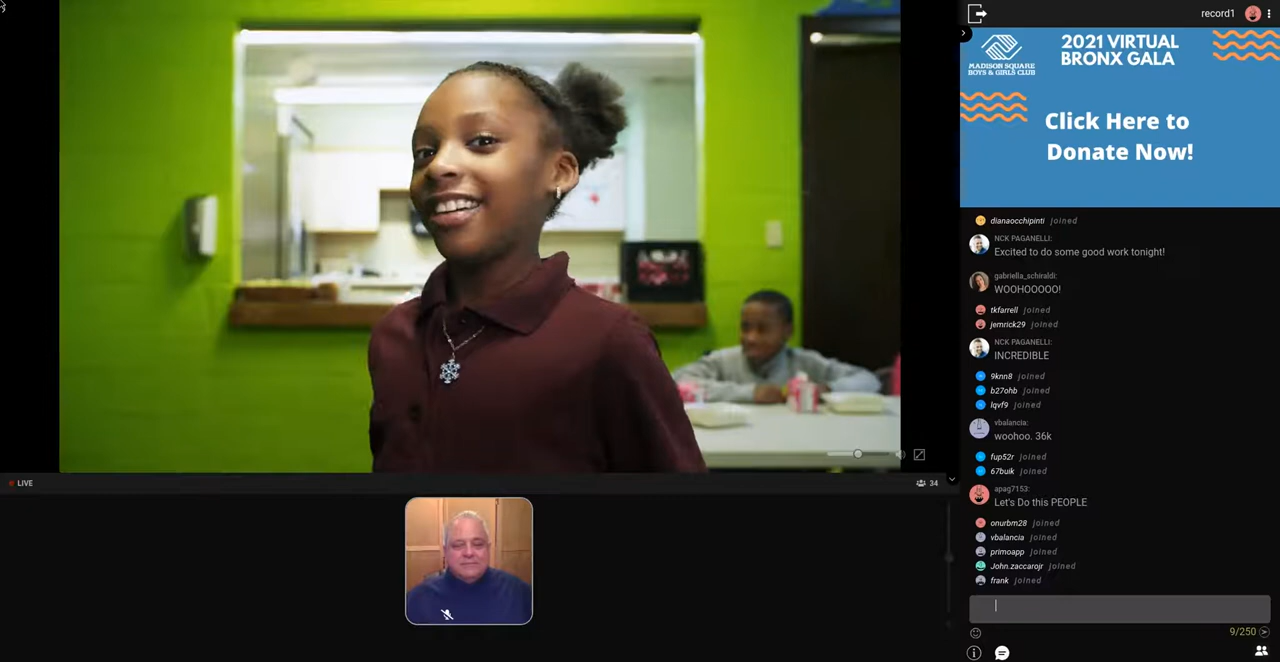 record1
MADISON SQUARE
BOYS & GIRLS CLUB
2021 VIRTUAL
BRONX GALA
Click Here to
Donate Now!
dianaocchipinti joined
NCK PAGANELLI:
Excited to do some good work tonight!
gabriella_schiraldi:
WOOHOOOOO!
tkfarrell joined
jemrick29 joined
NCK PAGANELLI:
INCREDIBLE
9knn8 joined
b27ohb joined
lqvf9 joined
vbalancia:
woohoo. 36k
fup52r joined
67buik joined
apag7153:
Let's Do this PEOPLE
onurbm28 joined
vbalancia joined
primoapp joined
John.zaccarojr joined
frank joined
9/250
LIVE
34